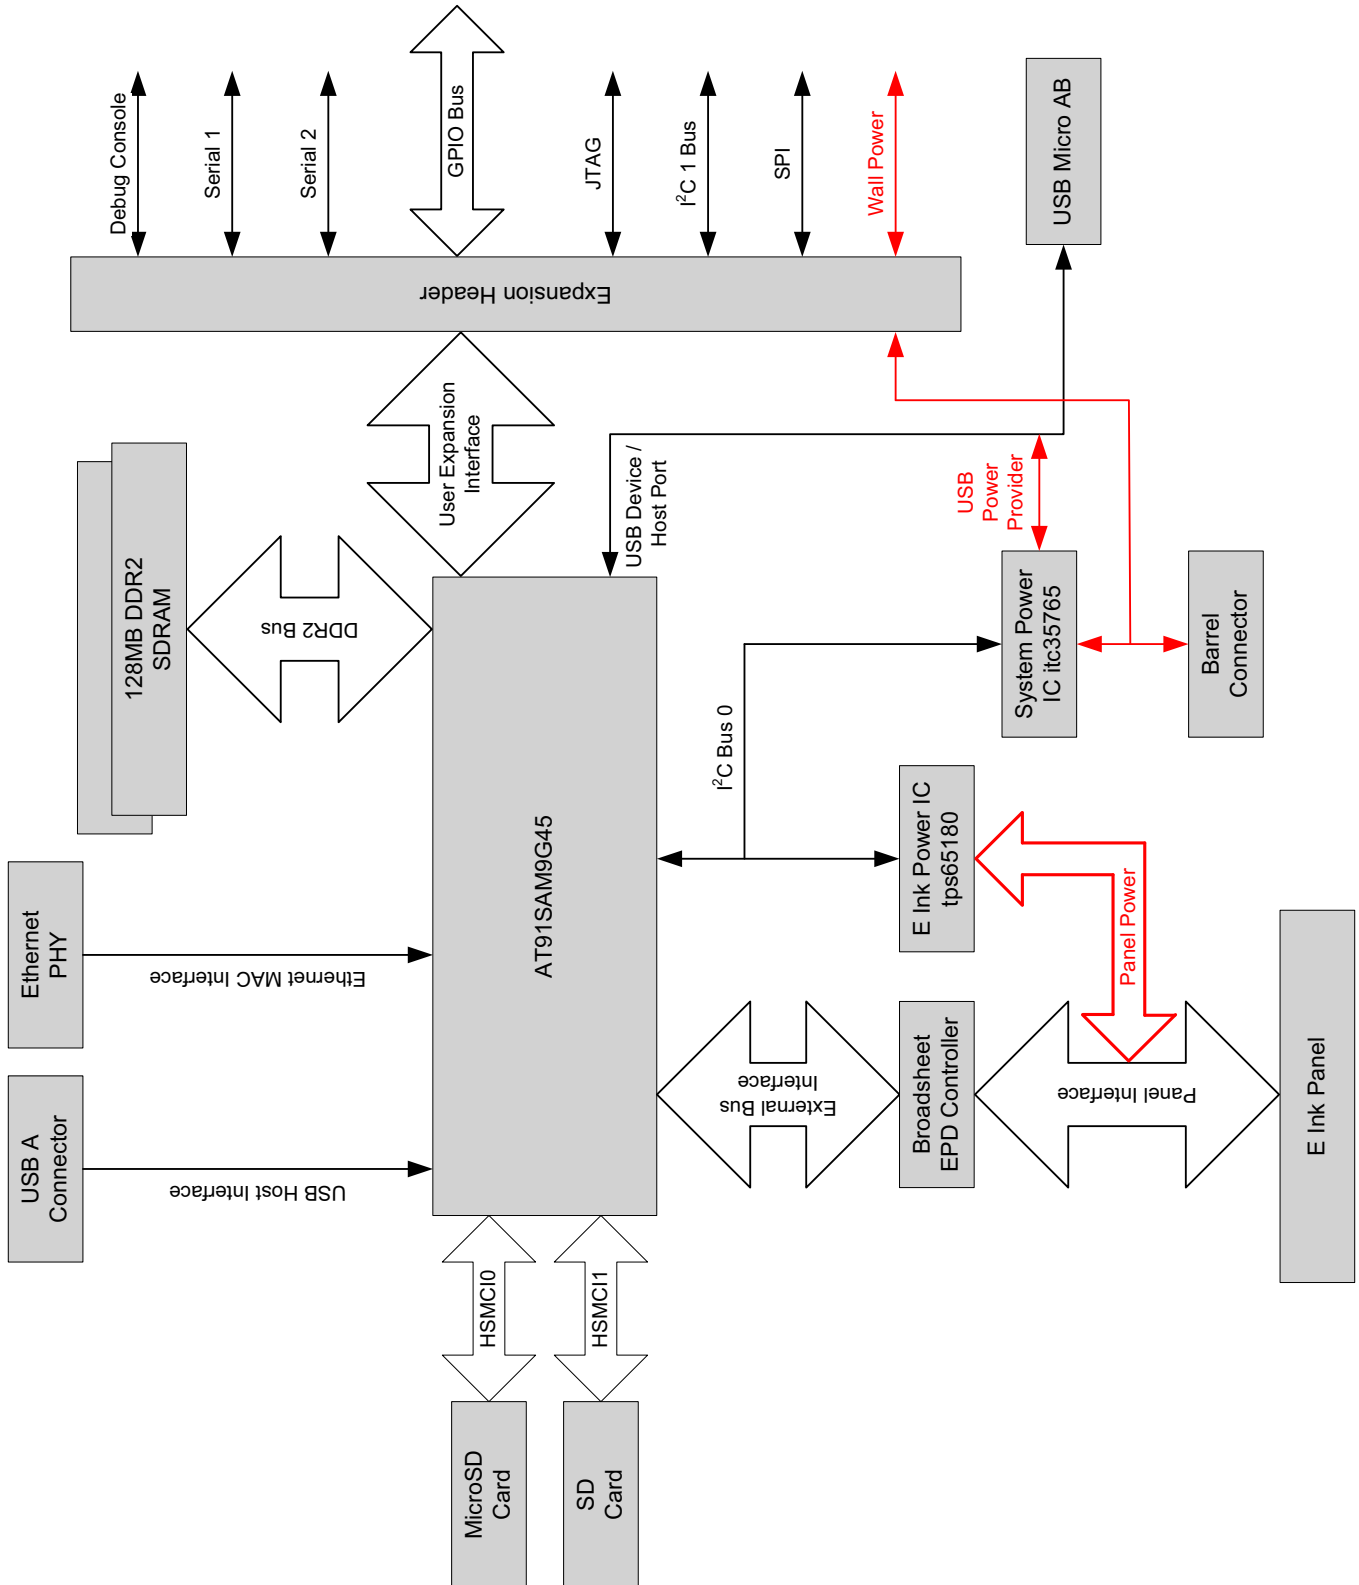 Debug Console
Serial 1
Serial 2
GPIO Bus
JTAG
I²C 1 Bus
SPI
Wall Power
USB Micro AB
Expansion Header
User Expansion
Interface
USB Device /
Host Port
USB
Power
Provider
128MB DDR2
SDRAM
DDR2 Bus
System Power
IC itc35765
Barrel
Connector
I²C Bus 0
E Ink Power IC
tps65180
Panel Power
AT91SAM9G45
Ethernet
PHY
Ethernet MAC Interface
USB A
Connector
USB Host Interface
External Bus
Interface
Broadsheet
EPD Controller
Panel Interface
E Ink Panel
HSMCI0
HSMCI1
MicroSD
Card
SD
Card